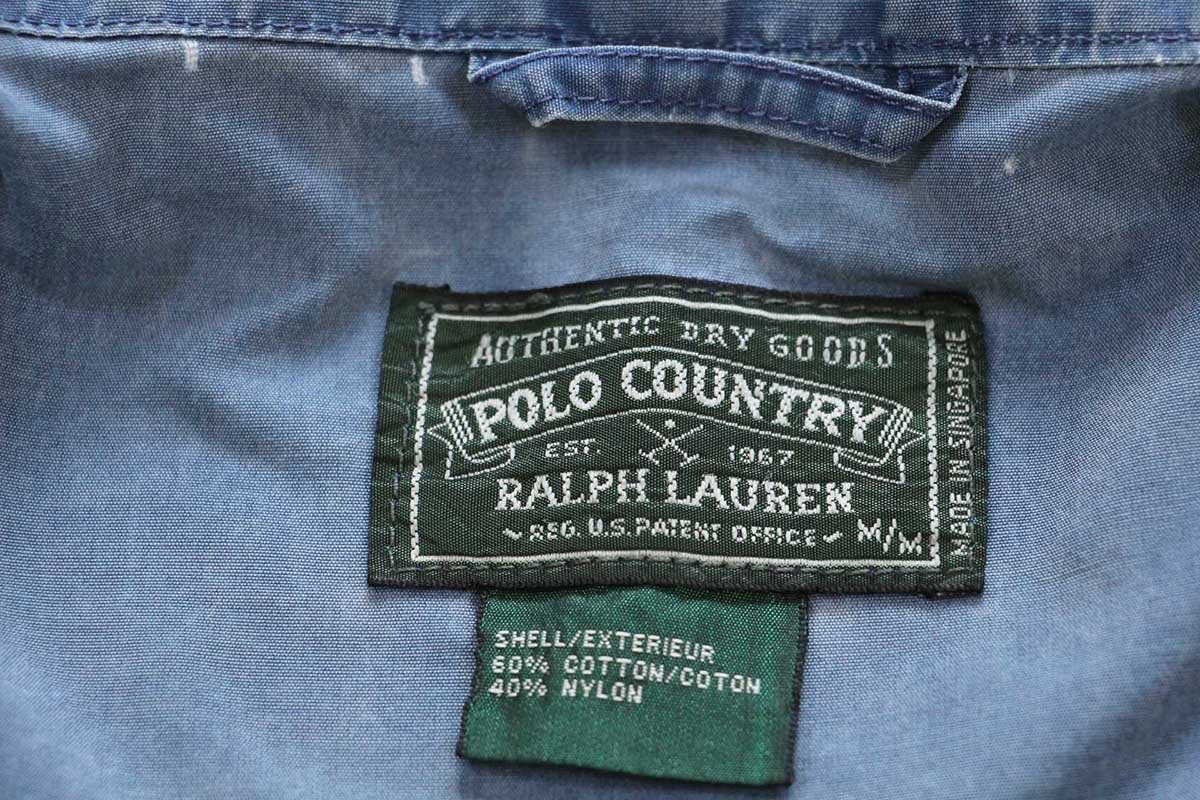 AUTHENTIC DRY GOODS
POLO COUNTRY
EST. 1967
RALPH LAUREN
REG. U.S. PATENT OFFICE
M/M
MADE IN SINGAPORE
SHELL/EXTERIEUR
60% COTTON/COTON
40% NYLON